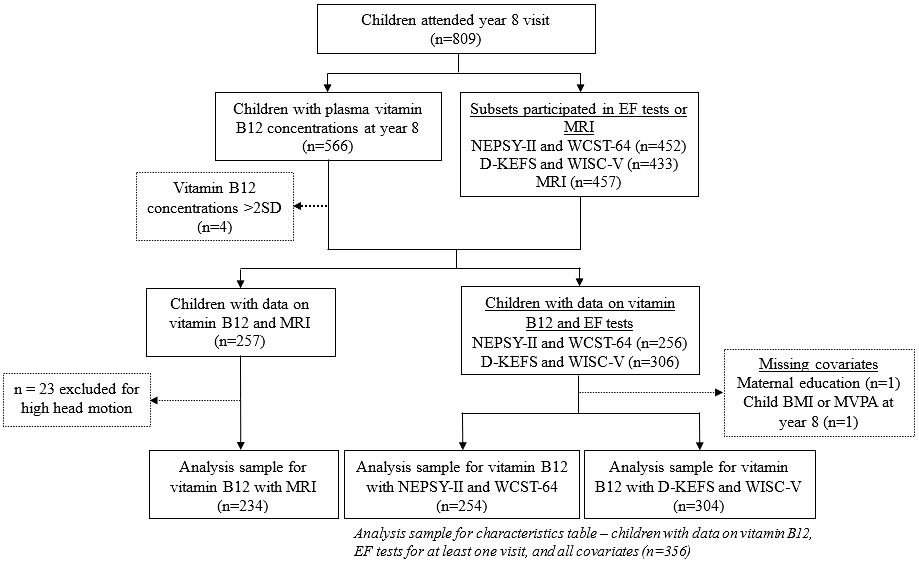 Children attended year 8 visit
(n=809)
Children with plasma vitamin
B12 concentrations at year 8
(n=566)
Subsets participated in EF tests or
MRI
NEPSY-II and WCST-64 (n=452)
D-KEFS and WISC-V (n=433)
MRI (n=457)
Vitamin B12
concentrations >2SD
(n=4)
Children with data on
vitamin B12 and MRI
(n=257)
Children with data on vitamin
B12 and EF tests
NEPSY-II and WCST-64 (n=256)
D-KEFS and WISC-V (n=306)
Missing covariates
Maternal education (n=1)
Child BMI or MVPA at
year 8 (n=1)
n = 23 excluded for
high head motion
Analysis sample for
vitamin B12 with MRI
(n=234)
Analysis sample for vitamin B12
with NEPSY-II and WCST-64
(n=254)
Analysis sample for vitamin
B12 with D-KEFS and WISC-V
(n=304)
Analysis sample for characteristics table – children with data on vitamin B12,
EF tests for at least one visit, and all covariates (n=356)